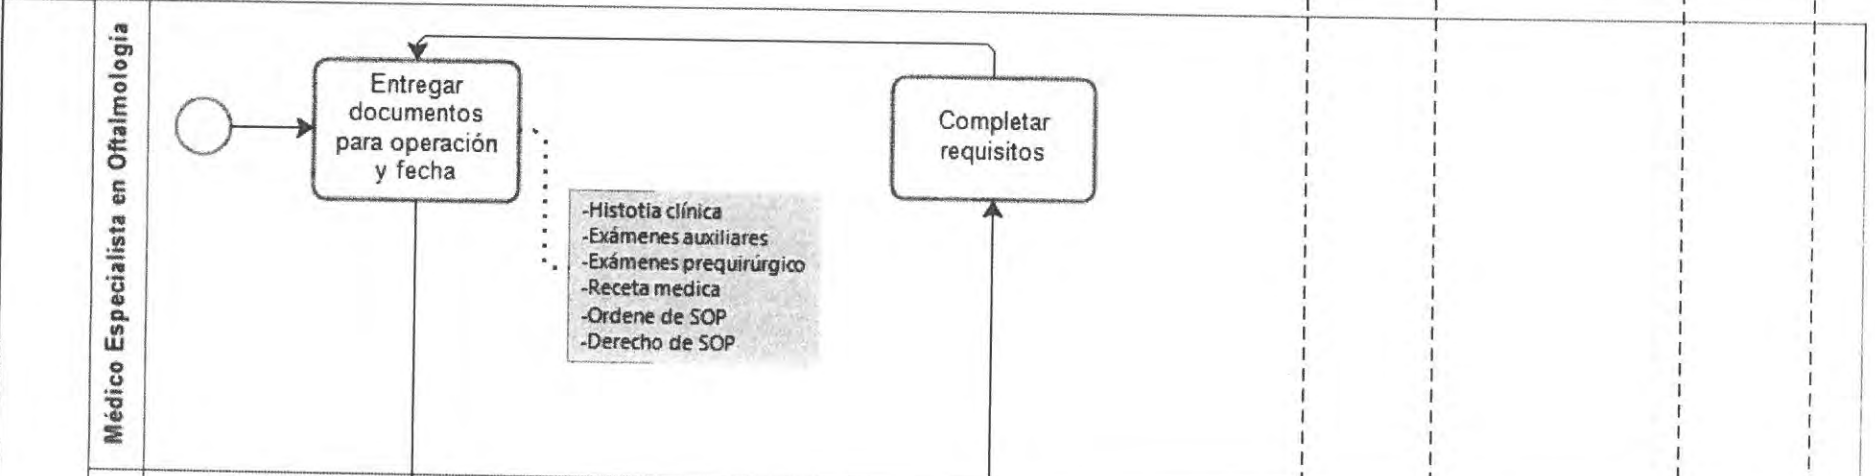 Médico Especialista en Oftalmologia
Entregar
documentos
para operación
y fecha
Completar
requisitos
-Histotia clínica
-Exámenes auxiliares
-Exámenes prequirúrgico
-Receta medica
-Ordene de SOP
-Derecho de SOP